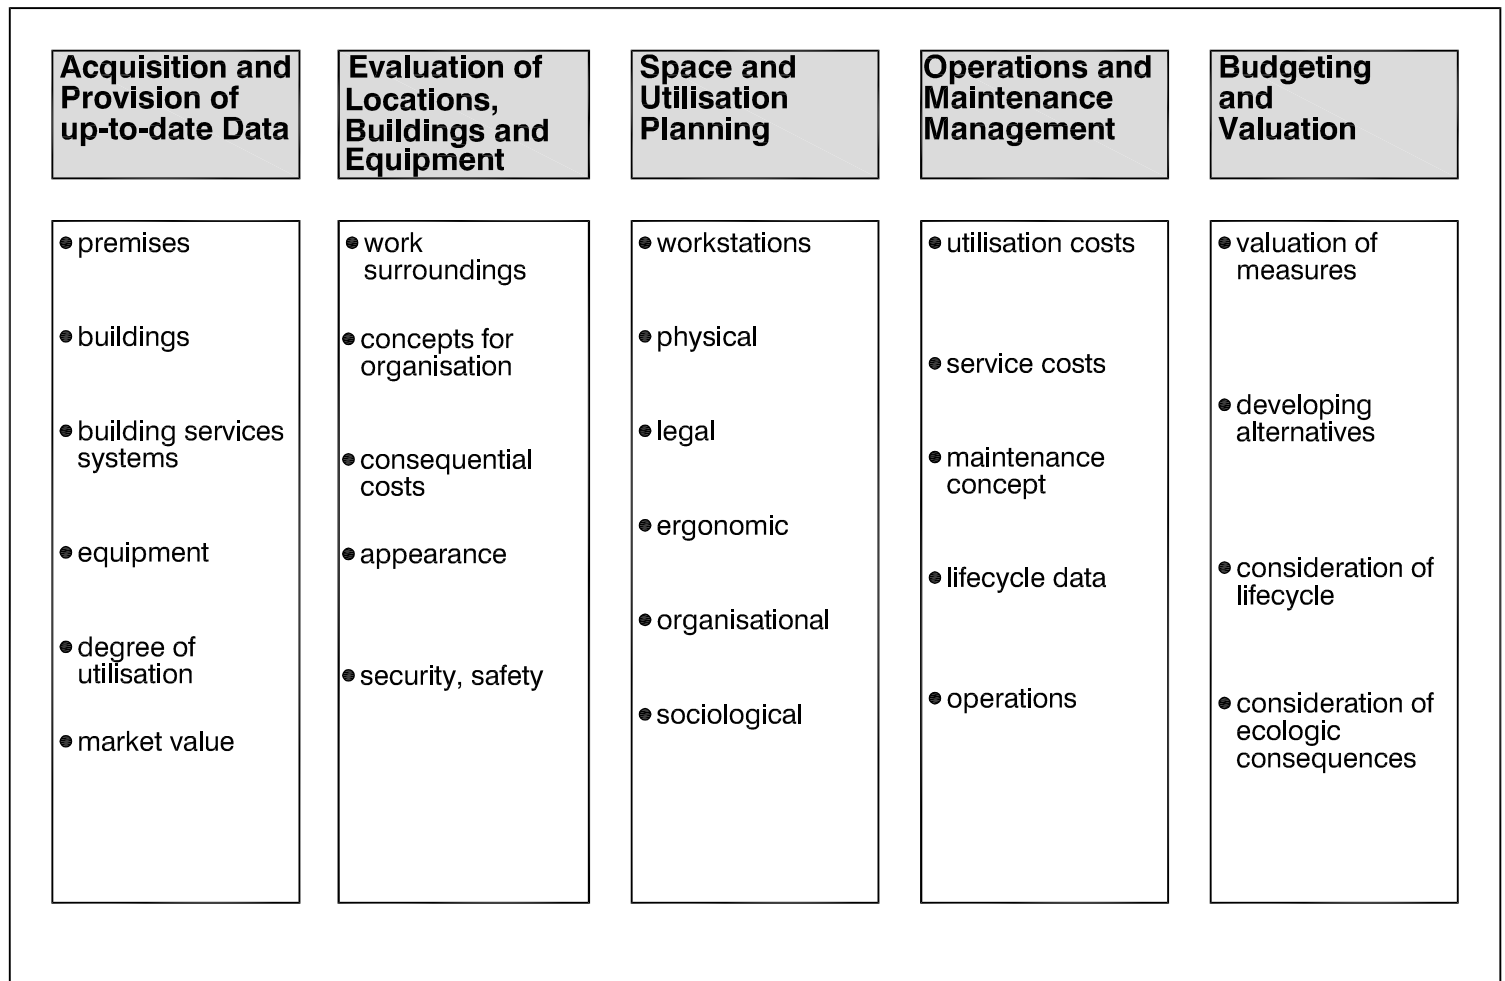 Acquisition and
Provision of
up-to-date Data
Evaluation of
Locations,
Buildings and
Equipment
Space and
Utilisation
Planning
Operations and
Maintenance
Management
Budgeting
and
Valuation
premises
buildings
building services
systems
equipment
degree of
utilisation
market value
work
surroundings
concepts for
organisation
consequential
costs
appearance
security, safety
workstations
physical
legal
ergonomic
organisational
sociological
utilisation costs
service costs
maintenance
concept
lifecycle data
operations
valuation of
measures
developing
alternatives
consideration of
lifecycle
consideration of
ecologic
consequences